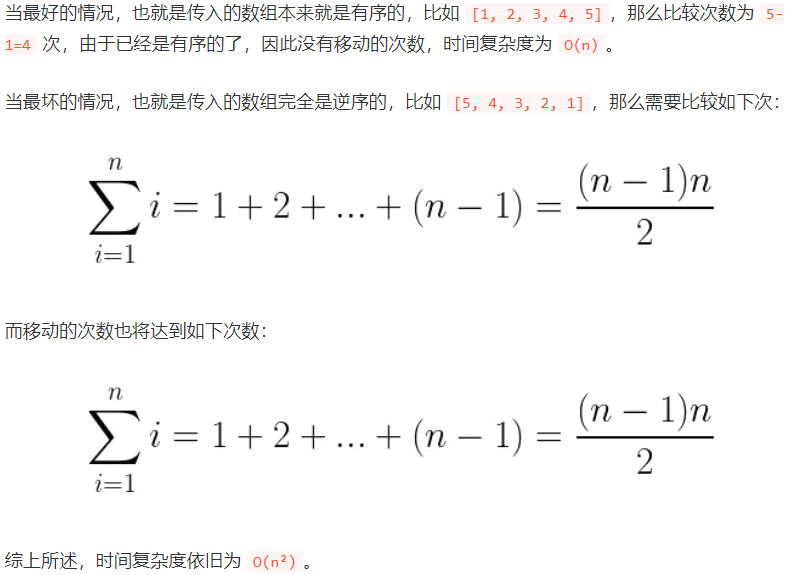 当最好的情况，也就是传入的数组本来就是有序的，比如 [1, 2, 3, 4, 5]，那么比较次数为 5-
1=4 次，由于已经是有序的了，因此没有移动的次数，时间复杂度为 O(n)。
当最坏的情况，也就是传入的数组完全是逆序的，比如 [5, 4, 3, 2, 1]，那么需要比较如下次：
\sum_{i=1}^{n} i = 1 + 2 + ... + (n − 1) = \frac{(n − 1)n}{2}
而移动的次数也将达到如下次数：
\sum_{i=1}^{n} i = 1 + 2 + ... + (n − 1) = \frac{(n − 1)n}{2}
综上所述，时间复杂度依旧为 O(n²)。